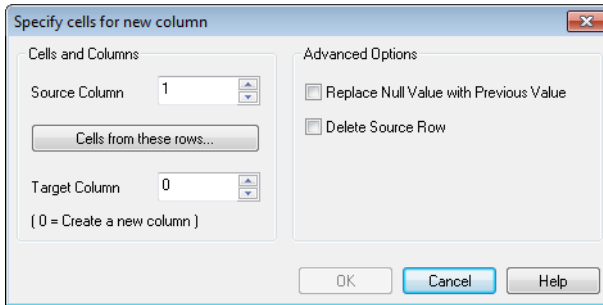 Specify cells for new column
Cells and Columns
Source Column 1
Cells from these rows...
Target Column 0
( 0 = Create a new column )
Advanced Options
Replace Null Value with Previous Value
Delete Source Row
OK Cancel Help